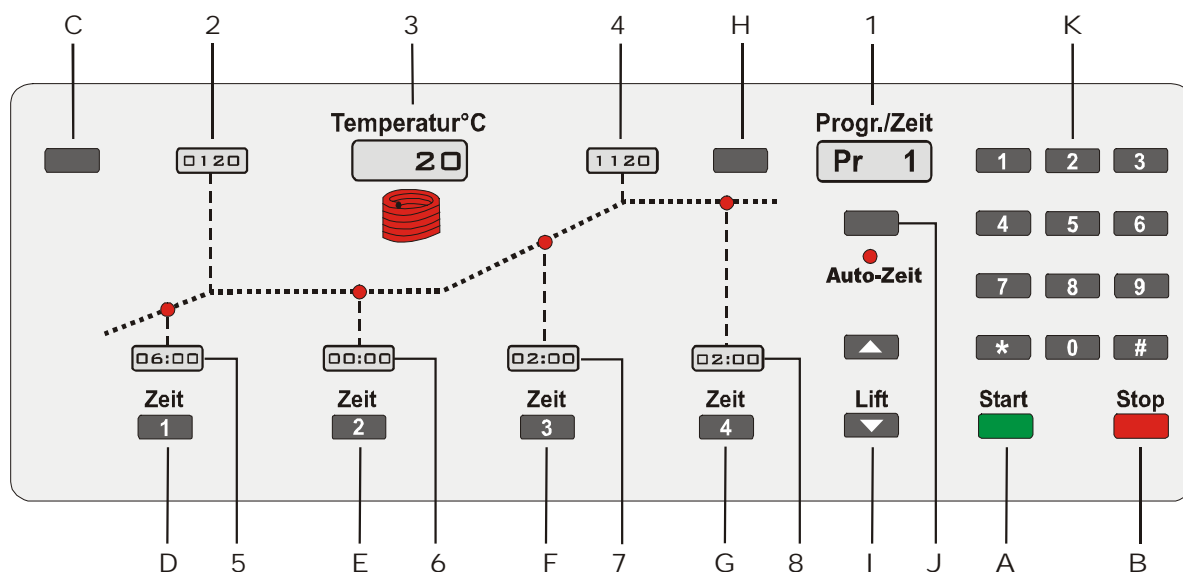 C 2 3 4 H 1 K
Temperatur°C Progr./Zeit
0120 20 1120 Pr 1 1 2 3
4 5 6
Auto-Zeit
7 8 9
06:00 00:00 02:00 02:00 * 0 #
Zeit Zeit Zeit Zeit Lift Start Stop
1 2 3 4
D 5 E 6 F 7 G 8 I J A B